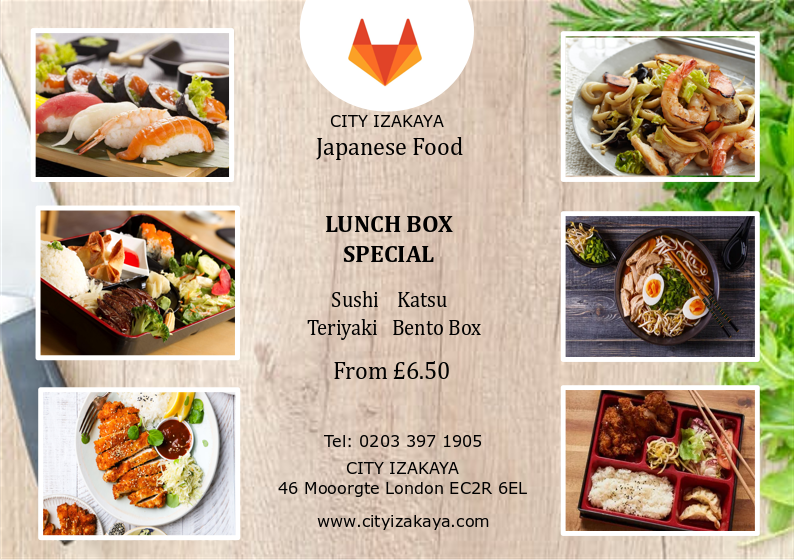 CITY IZAKAYA
Japanese Food
LUNCH BOX
SPECIAL
Sushi Katsu
Teriyaki Bento Box
From £6.50
Tel: 0203 397 1905
CITY IZAKAYA
46 Mooorgte London EC2R 6EL
www.cityizakaya.com